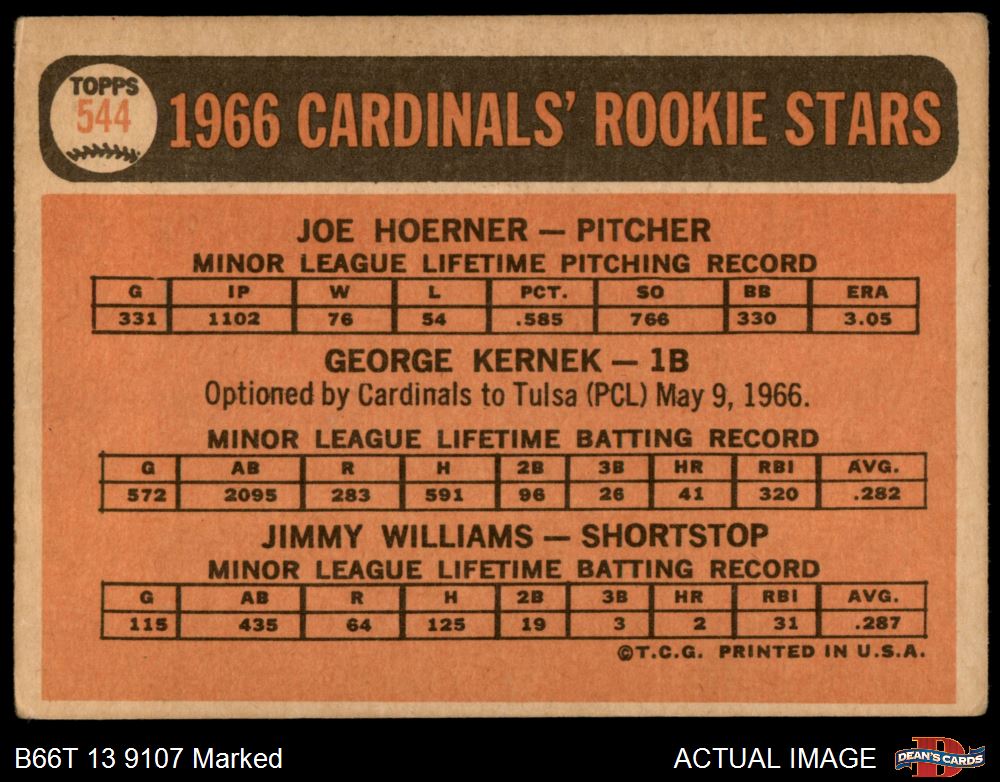 TOPPS
544
1966 CARDINALS' ROOKIE STARS
JOE HOERNER — PITCHER
MINOR LEAGUE LIFETIME PITCHING RECORD
G IP W L PCT. SO BB ERA
331 1102 76 54 .585 766 330 3.05
GEORGE KERNEK — 1B
Optioned by Cardinals to Tulsa (PCL) May 9, 1966.
MINOR LEAGUE LIFETIME BATTING RECORD
G AB R H 2B 3B HR RBI AVG.
572 2095 283 591 96 26 41 320 .282
JIMMY WILLIAMS — SHORTSTOP
MINOR LEAGUE LIFETIME BATTING RECORD
G AB R H 2B 3B HR RBI AVG.
115 435 64 125 19 3 2 31 .287
©T.C.G. PRINTED IN U.S.A.
B66T 13 9107 Marked
ACTUAL IMAGE
DEAN'S CARDS